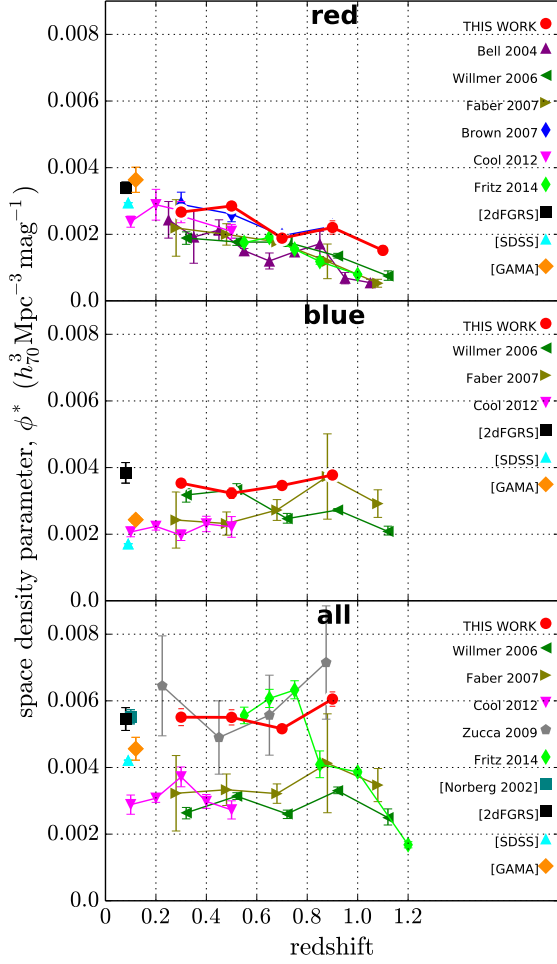 red
0.008
0.006
0.004
0.002
0.0
THIS WORK
Bell 2004
Willmer 2006
Faber 2007
Brown 2007
Cool 2012
Fritz 2014
[2dFGRS]
[SDSS]
[GAMA]
blue
0.008
0.006
0.004
0.002
0.0
THIS WORK
Willmer 2006
Faber 2007
Cool 2012
[2dFGRS]
[SDSS]
[GAMA]
all
0.008
0.006
0.004
0.002
0.0
THIS WORK
Willmer 2006
Faber 2007
Cool 2012
Zucca 2009
Fritz 2014
[Norberg 2002]
[2dFGRS]
[SDSS]
[GAMA]
0 0.2 0.4 0.6 0.8 1.0 1.2
redshift
space density parameter, ϕ* (h³₇₀Mpc⁻³ mag⁻¹)